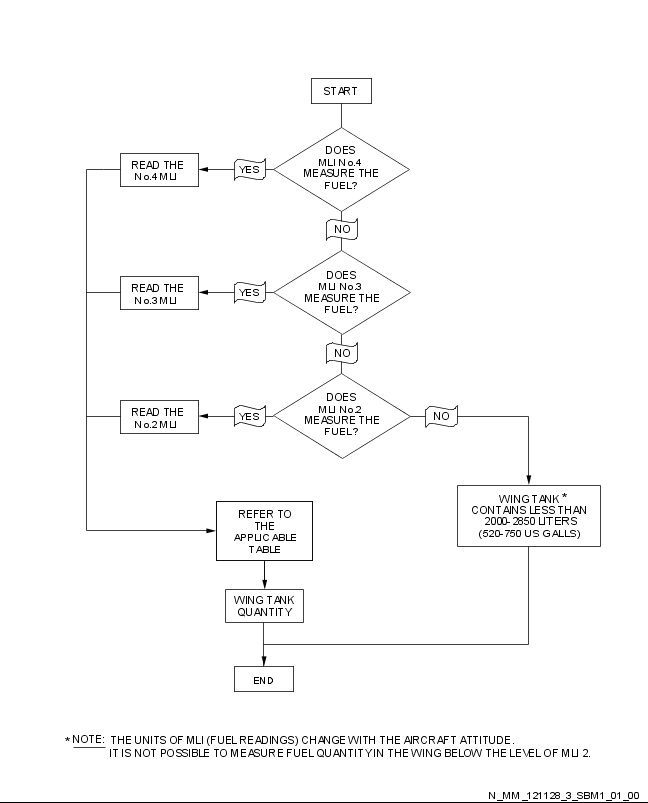 START
DOES
MLI No.4
MEASURE THE
FUEL?
YES
READ THE
No.4 MLI
NO
DOES
MLI No.3
MEASURE THE
FUEL?
YES
READ THE
No.3 MLI
NO
DOES
MLI No.2
MEASURE THE
FUEL?
YES
READ THE
No.2 MLI
NO
WING TANK *
CONTAINS LESS THAN
2000-2850 LITERS
(520-750 US GALLS)
REFER TO
THE
APPLICABLE
TABLE
WING TANK
QUANTITY
END
* NOTE: THE UNITS OF MLI (FUEL READINGS) CHANGE WITH THE AIRCRAFT ATTITUDE.
IT IS NOT POSSIBLE TO MEASURE FUEL QUANTITY IN THE WING BELOW THE LEVEL OF MLI 2.
N_MM_121128_3_SBM1_01_00